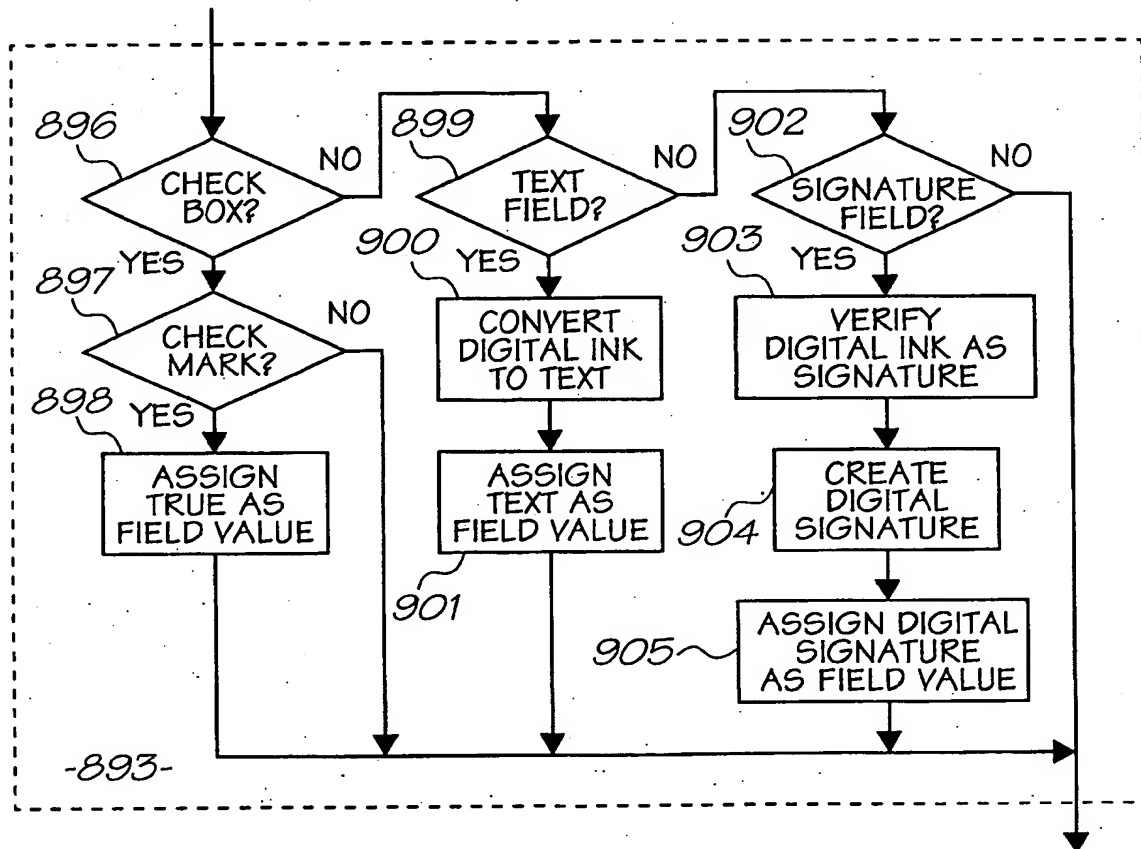 896
CHECK
BOX?
NO
YES
897
CHECK
MARK?
NO
YES
898
ASSIGN
TRUE AS
FIELD VALUE
899
TEXT
FIELD?
NO
YES
900
CONVERT
DIGITAL INK
TO TEXT
ASSIGN
TEXT AS
FIELD VALUE
901
902
SIGNATURE
FIELD?
NO
YES
903
VERIFY
DIGITAL INK AS
SIGNATURE
CREATE
DIGITAL
SIGNATURE
904
ASSIGN DIGITAL
SIGNATURE
AS FIELD VALUE
905
-893-